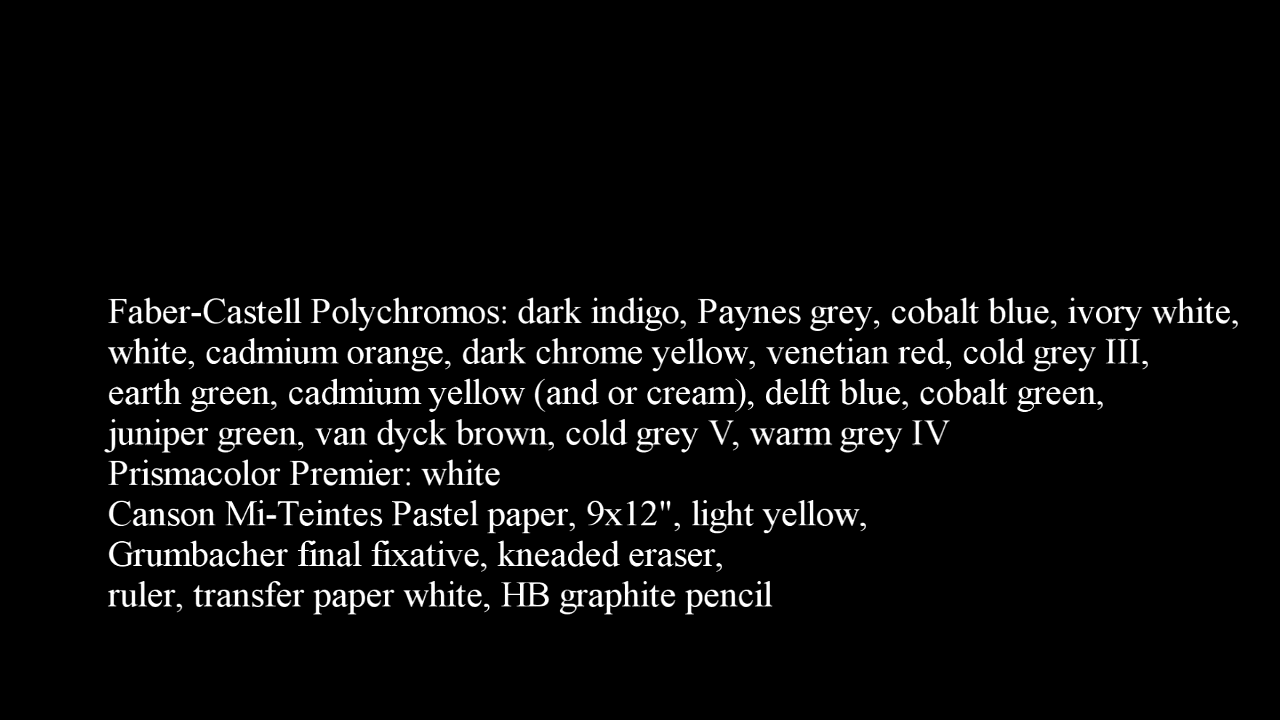 Faber-Castell Polychromos: dark indigo, Paynes grey, cobalt blue, ivory white,
white, cadmium orange, dark chrome yellow, venetian red, cold grey III,
earth green, cadmium yellow (and or cream), delft blue, cobalt green,
juniper green, van dyck brown, cold grey V, warm grey IV
Prismacolor Premier: white
Canson Mi-Teintes Pastel paper, 9x12", light yellow,
Grumbacher final fixative, kneaded eraser,
ruler, transfer paper white, HB graphite pencil